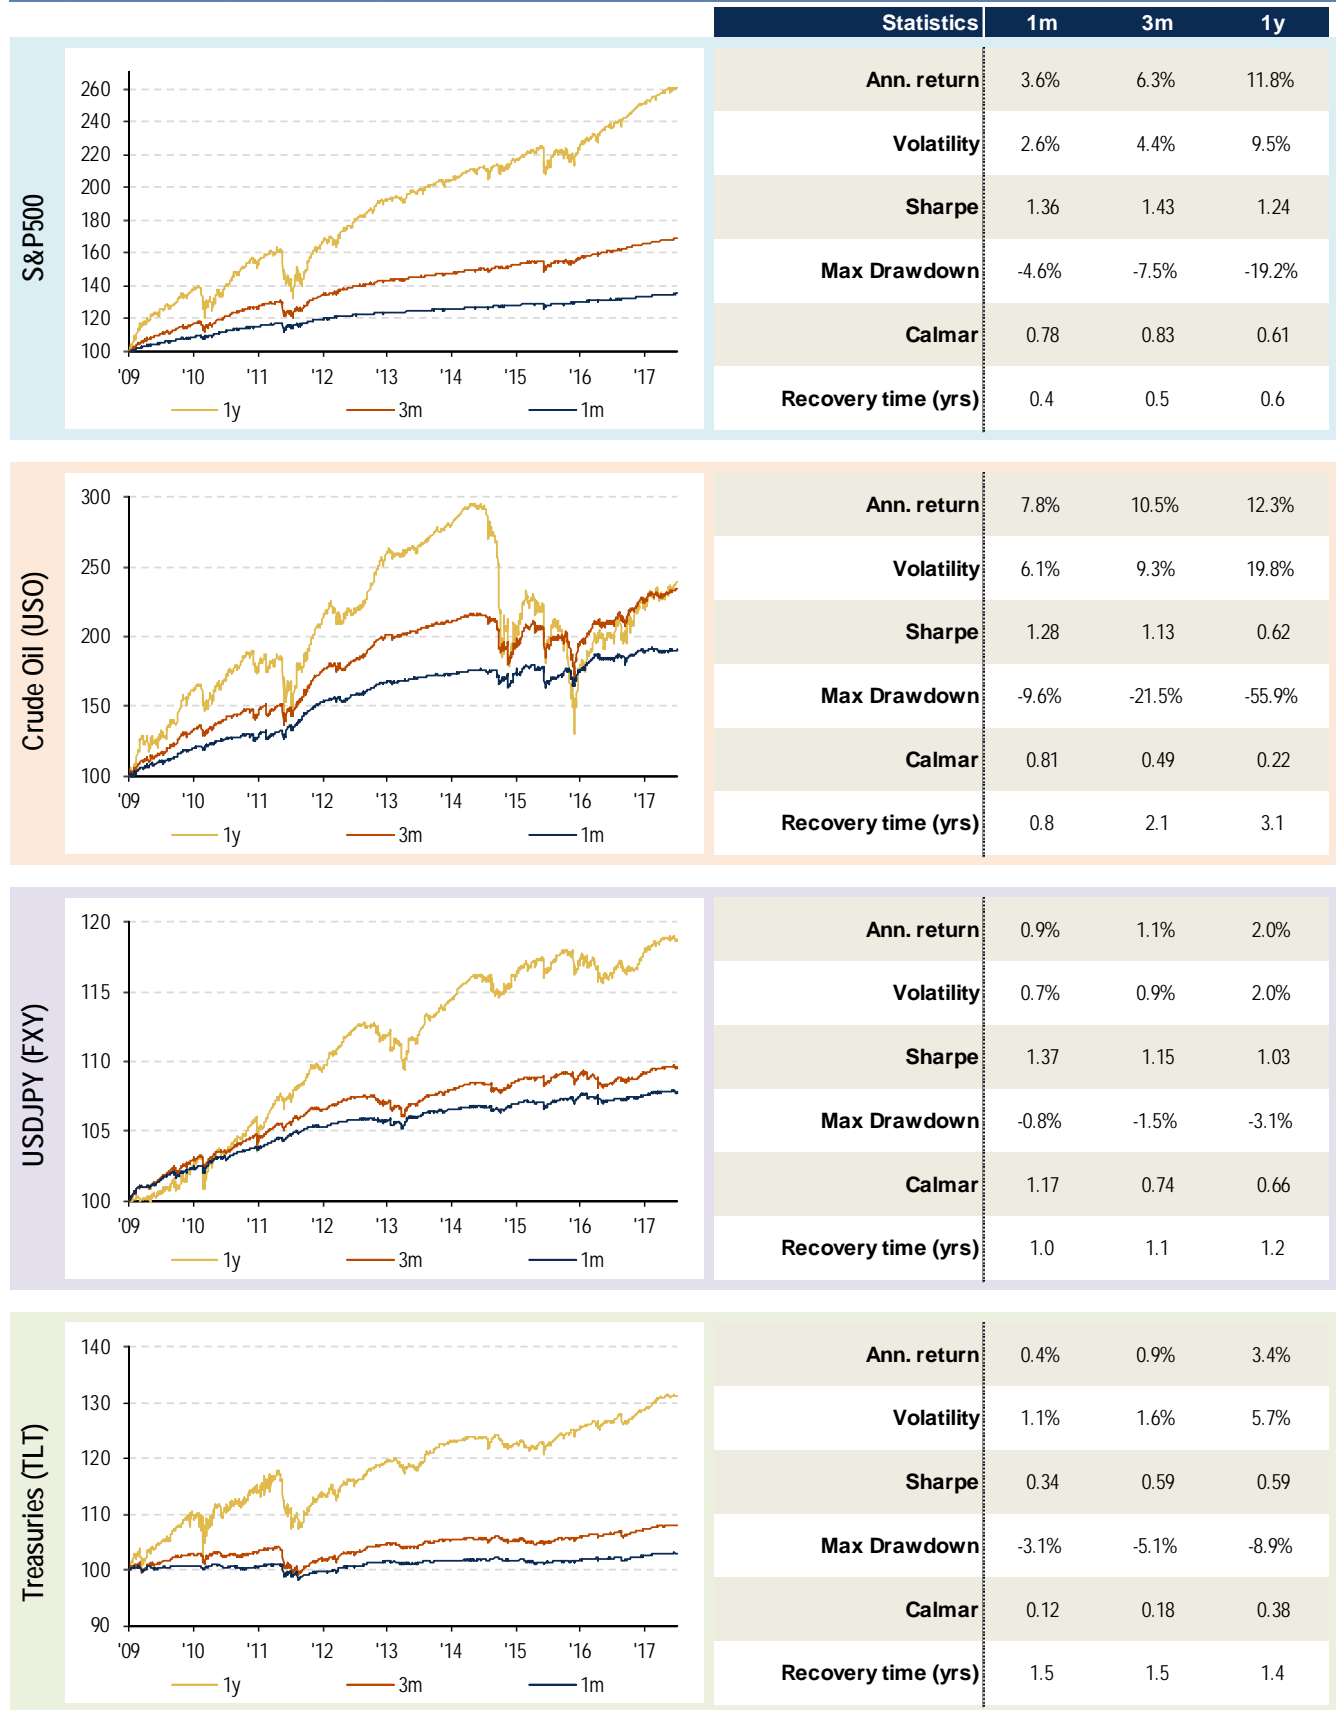 Statistics 1m 3m 1y
S&P500
260
240
220
200
180
160
140
120
100
'09 '10 '11 '12 '13 '14 '15 '16 '17
1y 3m 1m
Ann. return 3.6% 6.3% 11.8%
Volatility 2.6% 4.4% 9.5%
Sharpe 1.36 1.43 1.24
Max Drawdown -4.6% -7.5% -19.2%
Calmar 0.78 0.83 0.61
Recovery time (yrs) 0.4 0.5 0.6
Crude Oil (USO)
300
250
200
150
100
'09 '10 '11 '12 '13 '14 '15 '16 '17
1y 3m 1m
Ann. return 7.8% 10.5% 12.3%
Volatility 6.1% 9.3% 19.8%
Sharpe 1.28 1.13 0.62
Max Drawdown -9.6% -21.5% -55.9%
Calmar 0.81 0.49 0.22
Recovery time (yrs) 0.8 2.1 3.1
USDJPY (FXY)
120
115
110
105
100
'09 '10 '11 '12 '13 '14 '15 '16 '17
1y 3m 1m
Ann. return 0.9% 1.1% 2.0%
Volatility 0.7% 0.9% 2.0%
Sharpe 1.37 1.15 1.03
Max Drawdown -0.8% -1.5% -3.1%
Calmar 1.17 0.74 0.66
Recovery time (yrs) 1.0 1.1 1.2
Treasuries (TLT)
140
130
120
110
100
90
'09 '10 '11 '12 '13 '14 '15 '16 '17
1y 3m 1m
Ann. return 0.4% 0.9% 3.4%
Volatility 1.1% 1.6% 5.7%
Sharpe 0.34 0.59 0.59
Max Drawdown -3.1% -5.1% -8.9%
Calmar 0.12 0.18 0.38
Recovery time (yrs) 1.5 1.5 1.4